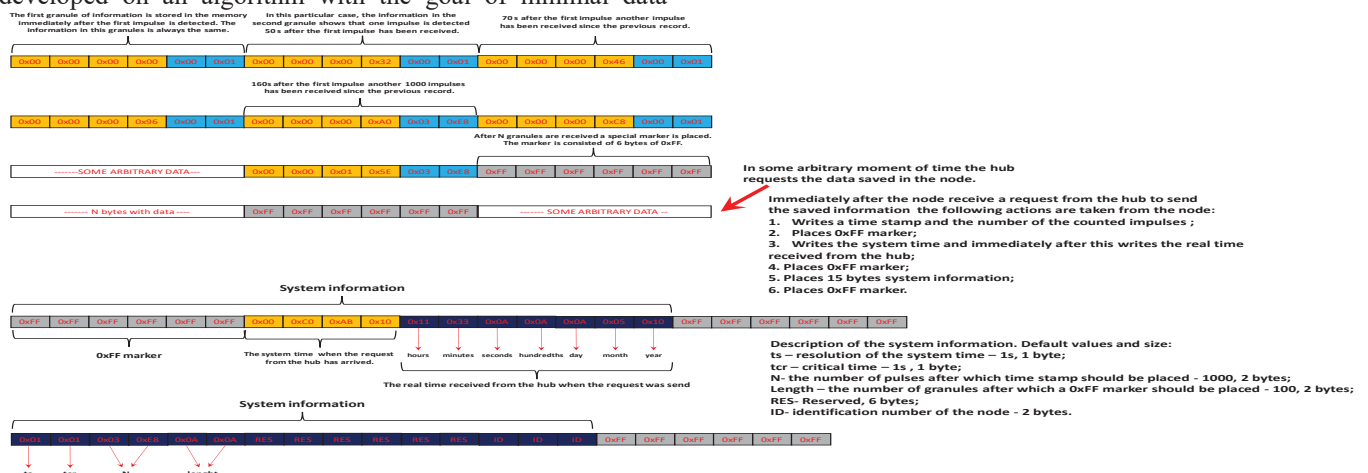 developed on an algorithm with the goal of minimal data
The first granule of information is stored in the memory
immediately after the first impulse is detected. The
information in this granules is always the same.
In this particular case, the information in the
second granule shows that one impulse is detected
50s after the first impulse has been received.
70s after the first impulse another impulse
has been received since the previous record.
0x00 0x00 0x00 0x00 0x00 0x01 0x00 0x00 0x00 0x32 0x00 0x01 0x00 0x00 0x00 0x46 0x00 0x01
160s after the first impulse another 1000 impulses
has been received since the previous record.
0x00 0x00 0x00 0x96 0x00 0x01 0x00 0x00 0x00 0xA0 0x03 0xE8 0x00 0x00 0x00 0xC8 0x00 0x01
After N granules are received a special marker is placed.
The marker is consisted of 6 bytes of 0xFF.
-------SOME ARBITRARY DATA--- 0x00 0x00 0x01 0x5E 0x03 0xE8 0xFF 0xFF 0xFF 0xFF 0xFF 0xFF
------- N bytes with data ---- 0xFF 0xFF 0xFF 0xFF 0xFF 0xFF ------- SOME ARBITRARY DATA --
In some arbitrary moment of time the hub
requests the data saved in the node.
Immediately after the node receive a request from the hub to send
the saved information the following actions are taken from the node:
1. Writes a time stamp and the number of the counted impulses ;
2. Places 0xFF marker;
3. Writes the system time and immediately after this writes the real time
received from the hub;
4. Places 0xFF marker;
5. Places 15 bytes system information;
6. Places 0xFF marker.
System information
0xFF 0xFF 0xFF 0xFF 0xFF 0xFF 0x00 0xC0 0xAB 0x10 0x11 0x33 0x0A 0x0A 0x0A 0x05 0x10 0xFF 0xFF 0xFF 0xFF 0xFF 0xFF
0xFF marker
The system time when the request
from the hub has arrived.
hours minutes seconds hundredths day month year
The real time received from the hub when the request was send
Description of the system information. Default values and size:
ts – resolution of the system time – 1s, 1 byte;
tcr – critical time – 1s , 1 byte;
N- the number of pulses after which time stamp should be placed - 1000, 2 bytes;
Length – the number of granules after which a 0xFF marker should be placed - 100, 2 bytes;
RES- Reserved, 6 bytes;
ID- identification number of the node - 2 bytes.
System information
0x01 0x01 0x03 0xE8 0x0A 0x0A RES RES RES RES RES RES ID ID ID 0xFF 0xFF 0xFF 0xFF 0xFF 0xFF